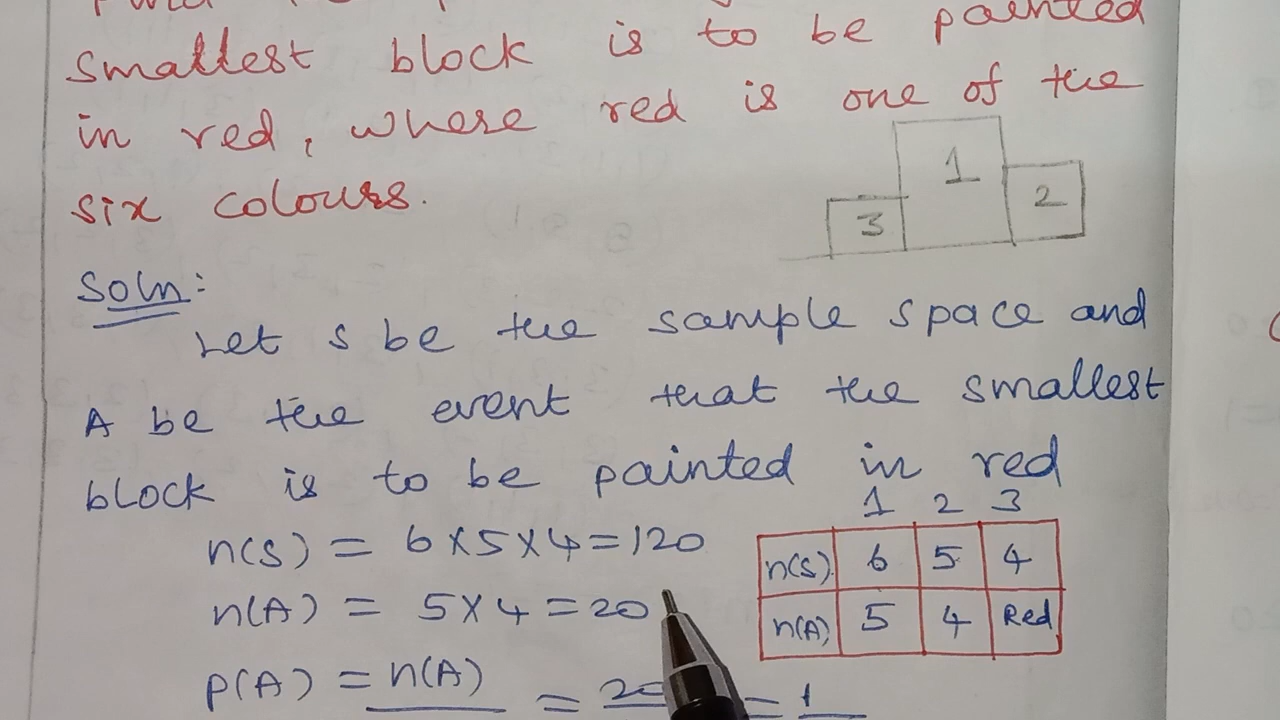 smallest block is to be painted
in red, where red is one of the
six colours.
1
2
3
Soln:
Let S be the sample space and
A be the event that the smallest
block is to be painted in red
n(S) = 6×5×4=120
n(A) = 5×4=20
P(A) = n(A) = 20 = 1
1 2 3
n(S) 6 5 4
n(A) 5 4 Red